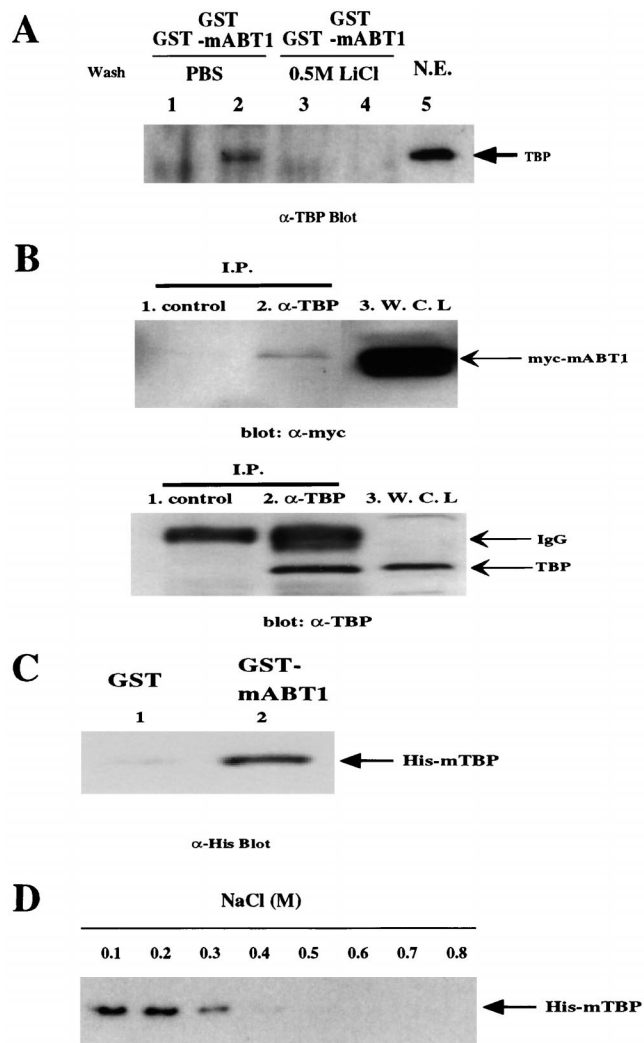 A
GST GST
GST -mABT1 GST -mABT1
Wash PBS 0.5M LiCl N.E.
1 2 3 4 5
TBP
α-TBP Blot
B
I.P.
1. control 2. α-TBP 3. W. C. L
myc-mABT1
blot: α-myc
I.P.
1. control 2. α-TBP 3. W. C. L
IgG
TBP
blot: α-TBP
C
GST GST-
mABT1
1 2
His-mTBP
α-His Blot
D
NaCl (M)
0.1 0.2 0.3 0.4 0.5 0.6 0.7 0.8
His-mTBP